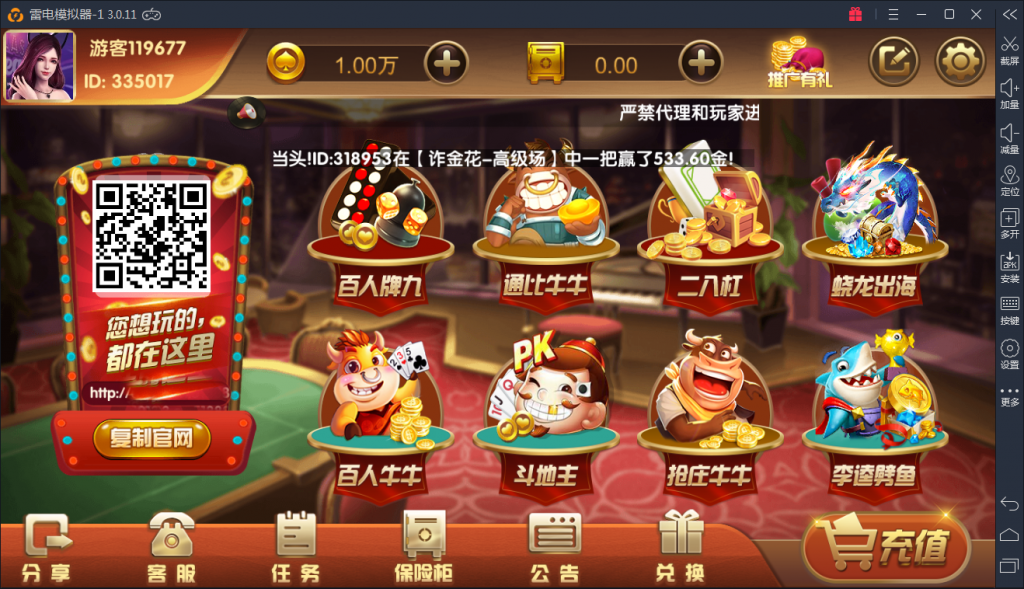 雷电模拟器-1 3.0.11
游客119677
ID: 335017
1.00万
0.00
推广有礼
严禁代理和玩家进
当头!ID:318953在【诈金花-高级场】中一把赢了533.60金!
您想玩的,
都在这里
http://
复制官网
百人牌九
通比牛牛
二八杠
蛲龙出海
百人牛牛
PK
斗地主
抢庄牛牛
李逵劈鱼
分享
客服
任务
保险柜
公告
兑换
充值
截屏
加量
减量
定位
多开
APK
安装
按键
设置
更多